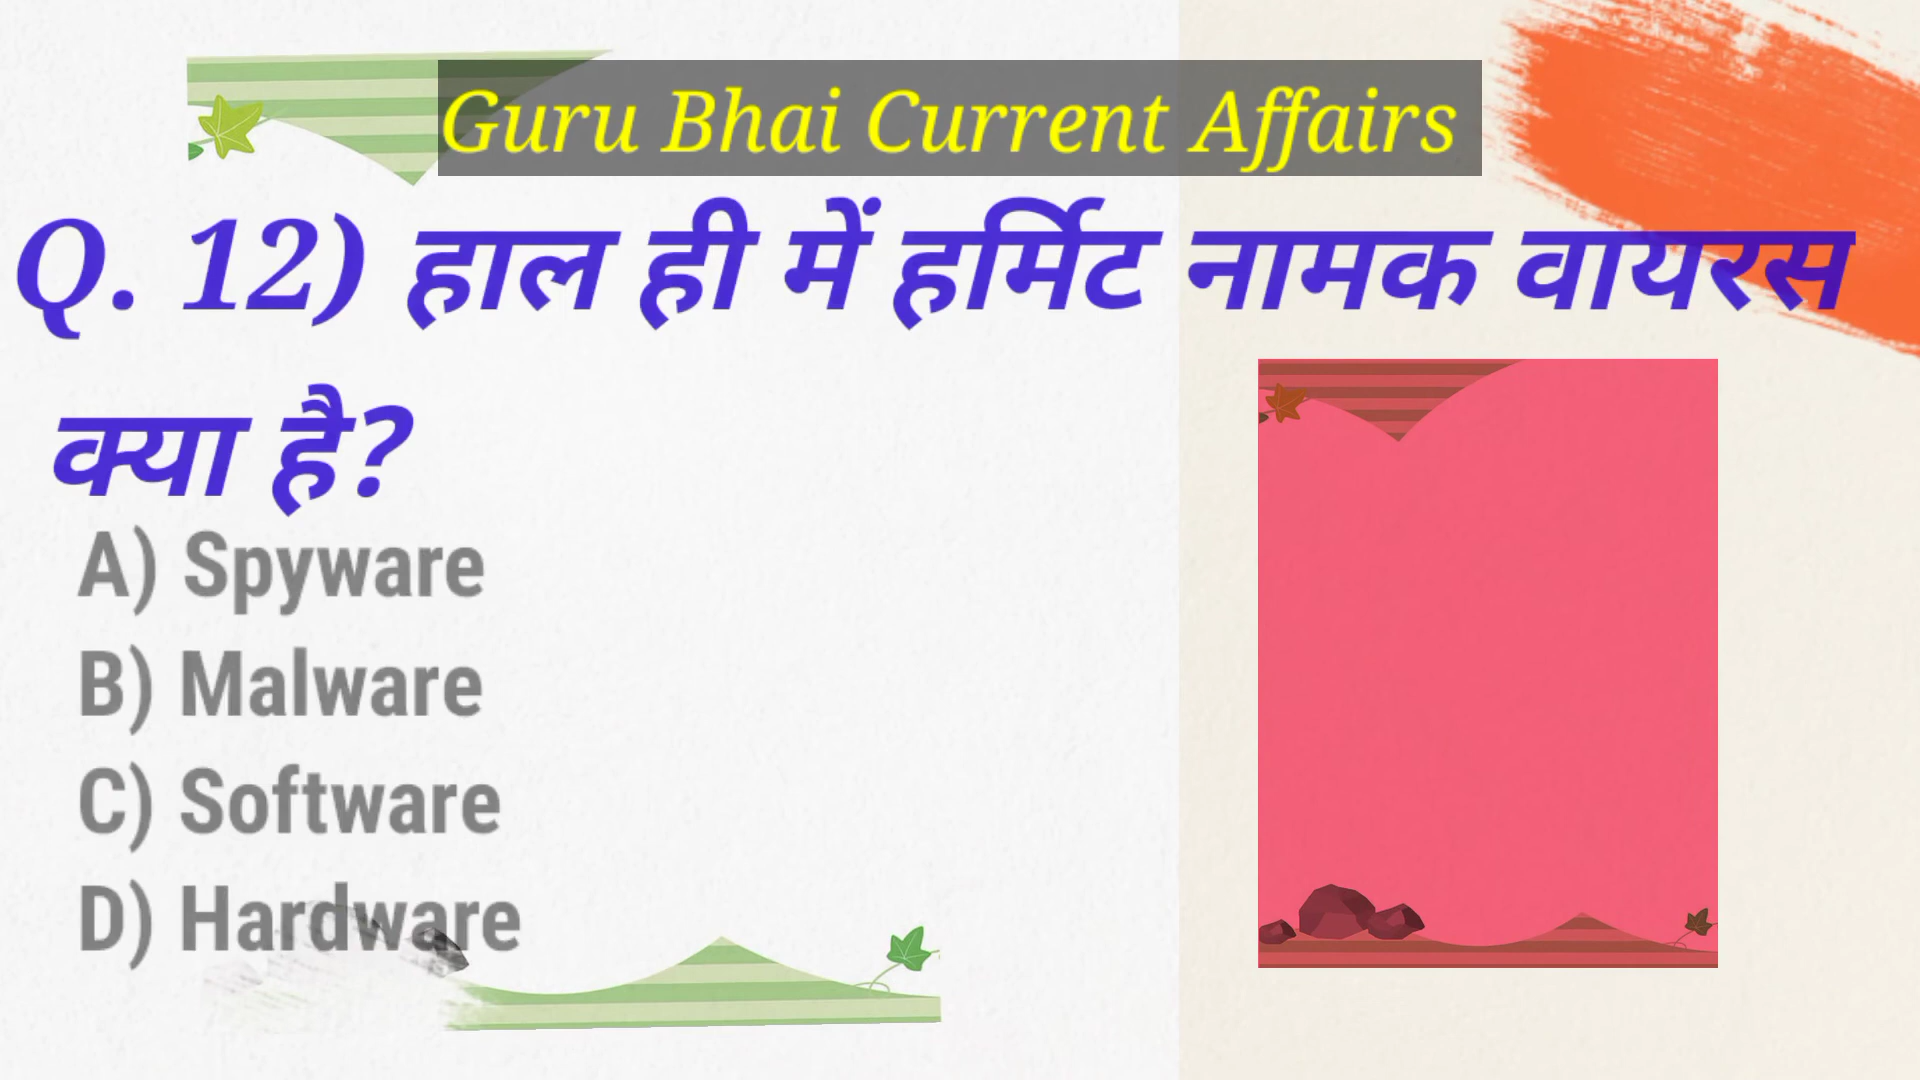 Guru Bhai Current Affairs
Q. 12) हाल ही में हर्मिट नामक वायरस
क्या है?
A) Spyware
B) Malware
C) Software
D) Hardware